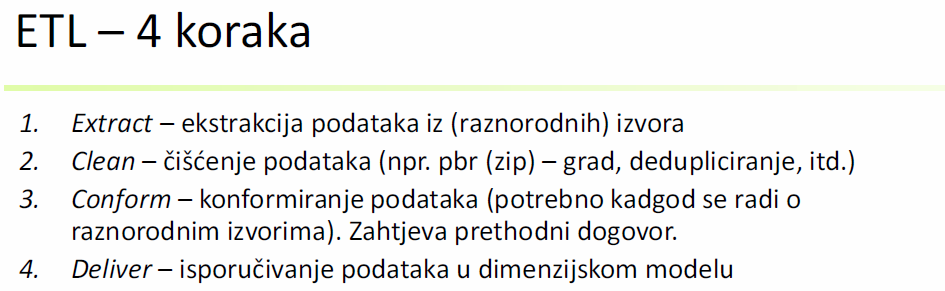 ETL – 4 koraka
1. Extract – ekstrakcija podataka iz (raznorodnih) izvora
2. Clean – čišćenje podataka (npr. pbr (zip) – grad, dedupliciranje, itd.)
3. Conform – konformiranje podataka (potrebno kadgod se radi o
raznorodnim izvorima). Zahtjeva prethodni dogovor.
4. Deliver – isporučivanje podataka u dimenzijskom modelu